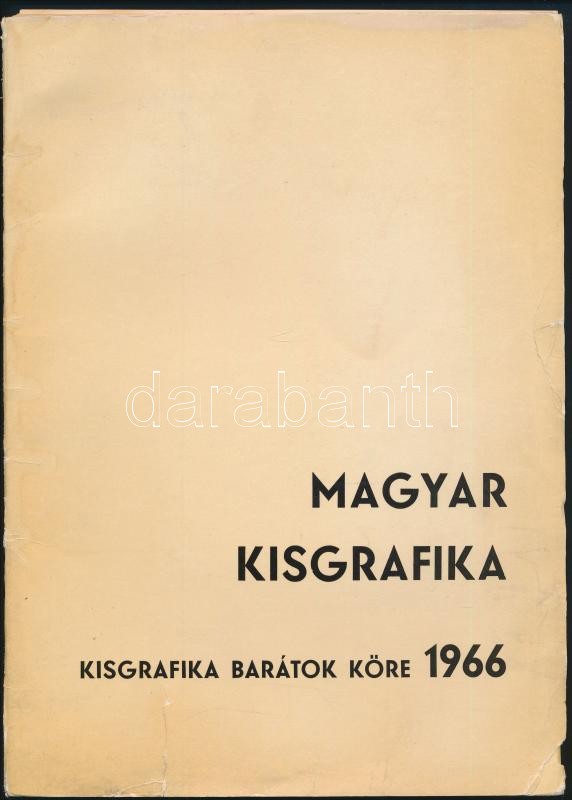 darabanth
MAGYAR
KISGRAFIKA
KISGRAFIKA BARÁTOK KÖRE 1966